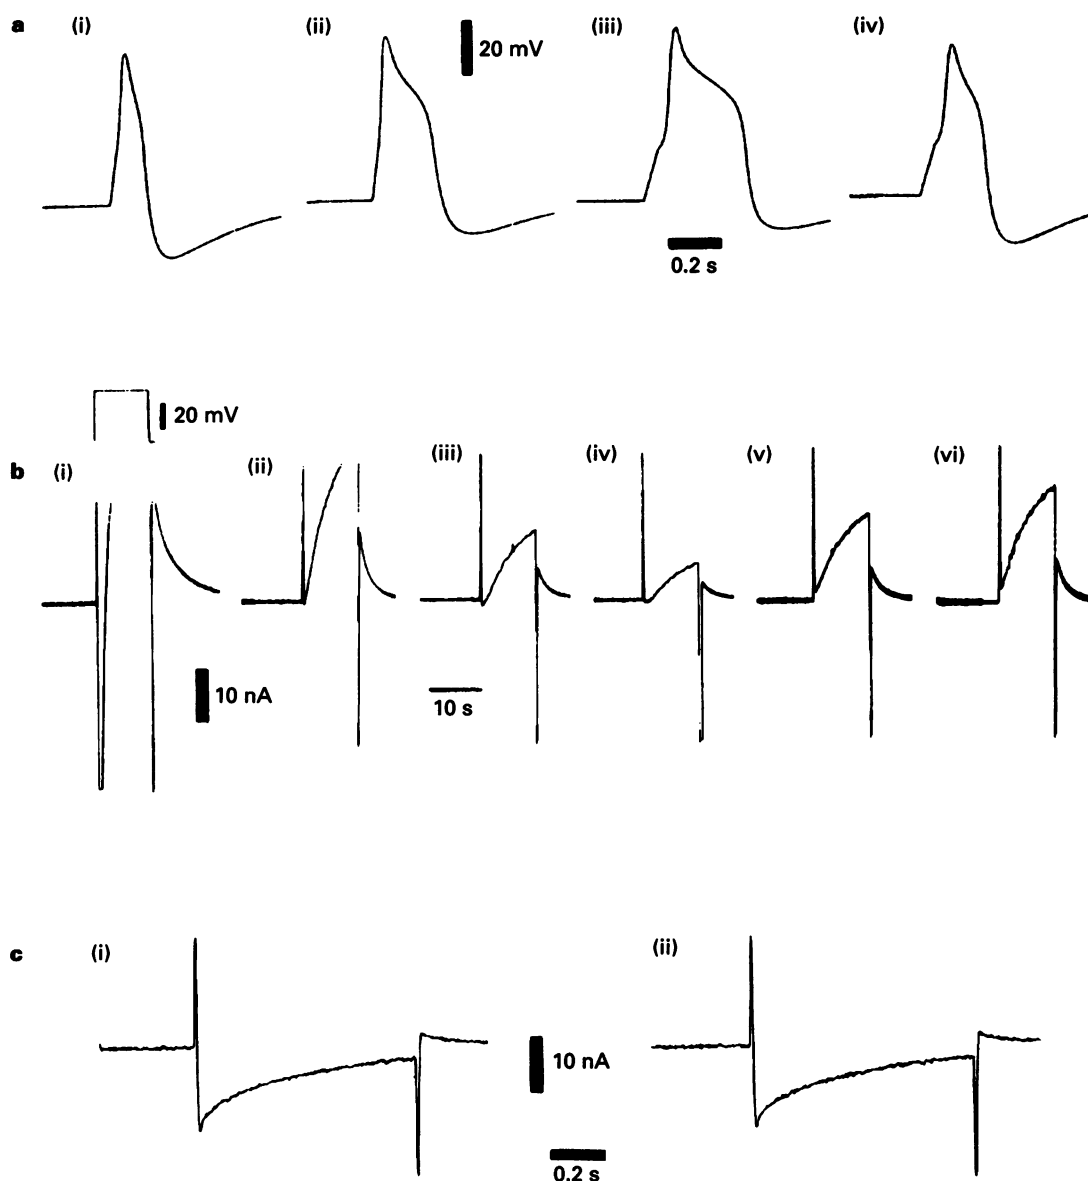 a (i) (ii) 20 mV (iii) (iv)
0.2 s
20 mV
b (i) (ii) (iii) (iv) (v) (vi)
10 nA
10 s
c (i) (ii)
10 nA
0.2 s